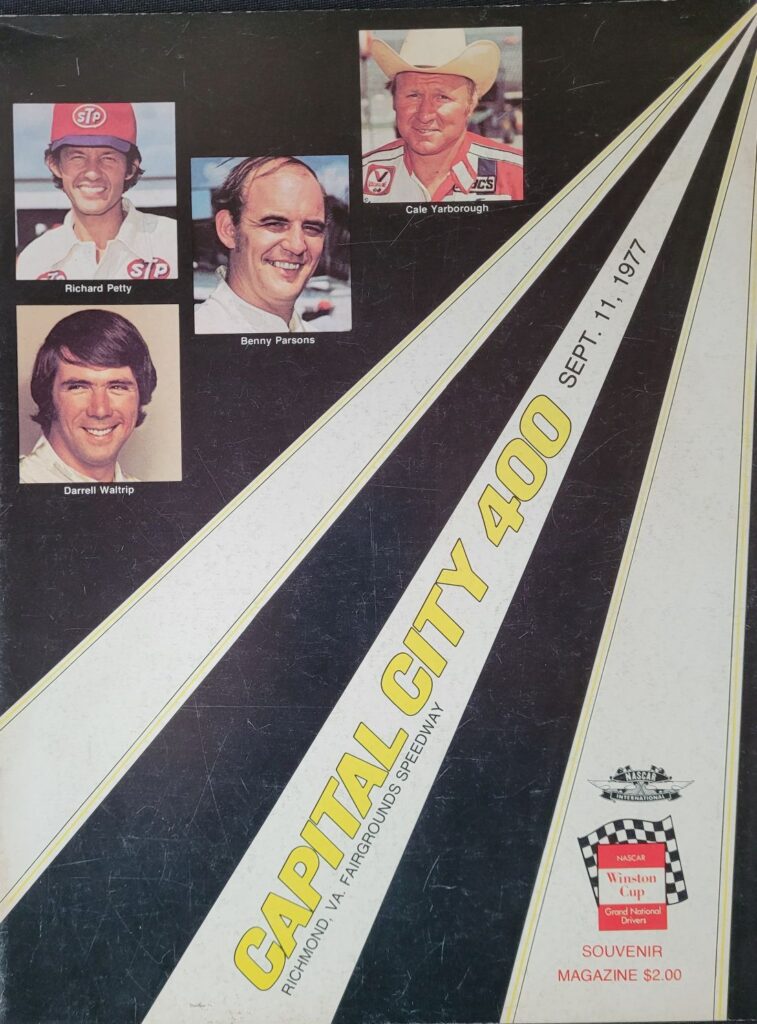 STP
STP
Richard Petty
Benny Parsons
Cale Yarborough
Darrell Waltrip
CAPITAL CITY 400 SEPT. 11, 1977
RICHMOND, VA. FAIRGROUNDS SPEEDWAY
NASCAR
INTERNATIONAL
NASCAR
Winston
Cup
Grand National
Drivers
SOUVENIR
MAGAZINE $2.00